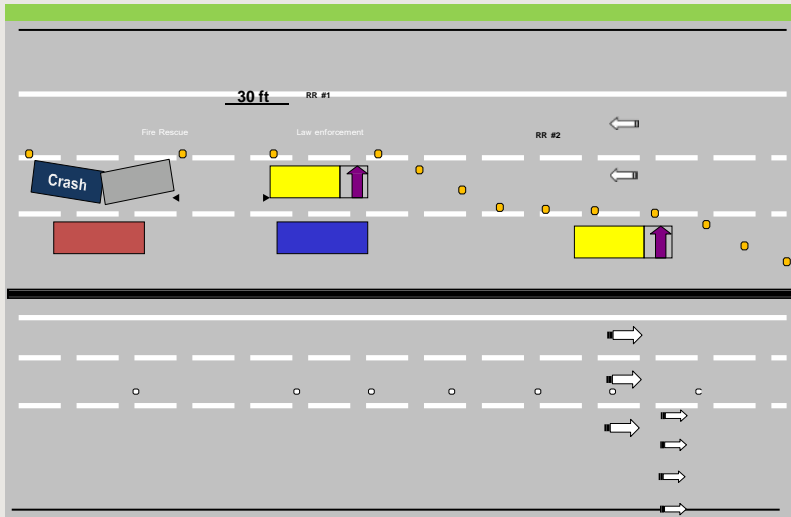 30 ft
RR #1
Fire Rescue
Law enforcement
RR #2
Crash